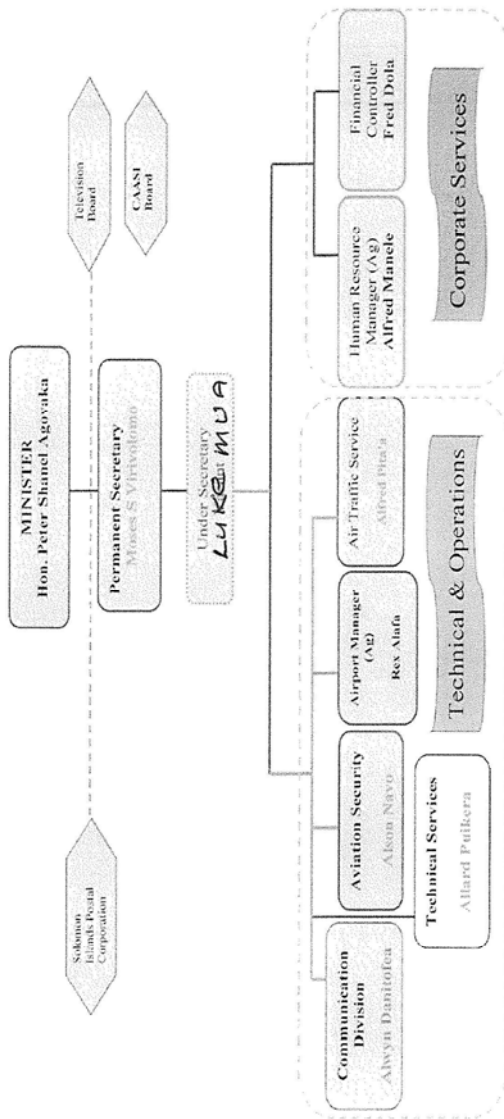 MINISTER
Hon. Peter Shanel Agovaka
Solomon
Islands Postal
Corporation
Television
Board
CAASI
Board
Permanent Secretary
Moses S Virivolomo
Under Secretary
LUKE MUA
Communication
Division
Alwyn Danitofea
Aviation Security
Alson Navo
Airport Manager
(Ag)
Rex Alafa
Air Traffic Service
Alfred Pita'a
Human Resource
Manager (Ag)
Alfred Manele
Financial
Controller
Fred Dola
Technical Services
Allard Puikera
Technical & Operations
Corporate Services